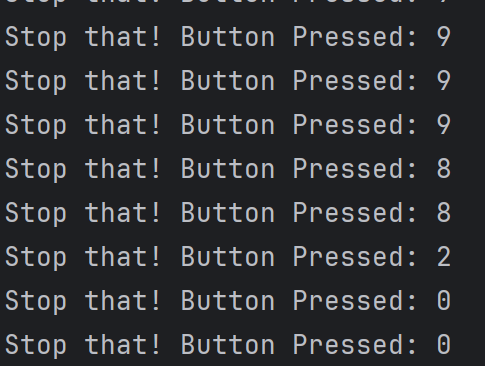 Stop that! Button Pressed: 9
Stop that! Button Pressed: 9
Stop that! Button Pressed: 9
Stop that! Button Pressed: 8
Stop that! Button Pressed: 8
Stop that! Button Pressed: 2
Stop that! Button Pressed: 0
Stop that! Button Pressed: 0